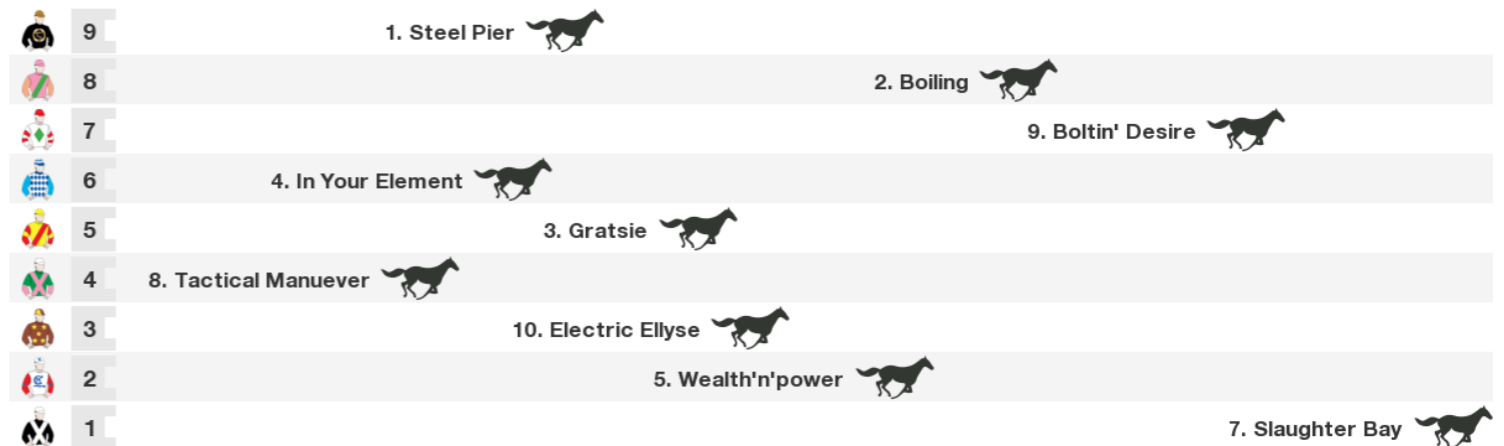 9 1. Steel Pier
8 2. Boiling
7 9. Boltin' Desire
6 4. In Your Element
5 3. Gratsie
4 8. Tactical Manuever
3 10. Electric Ellyse
2 5. Wealth'n'power
1 7. Slaughter Bay